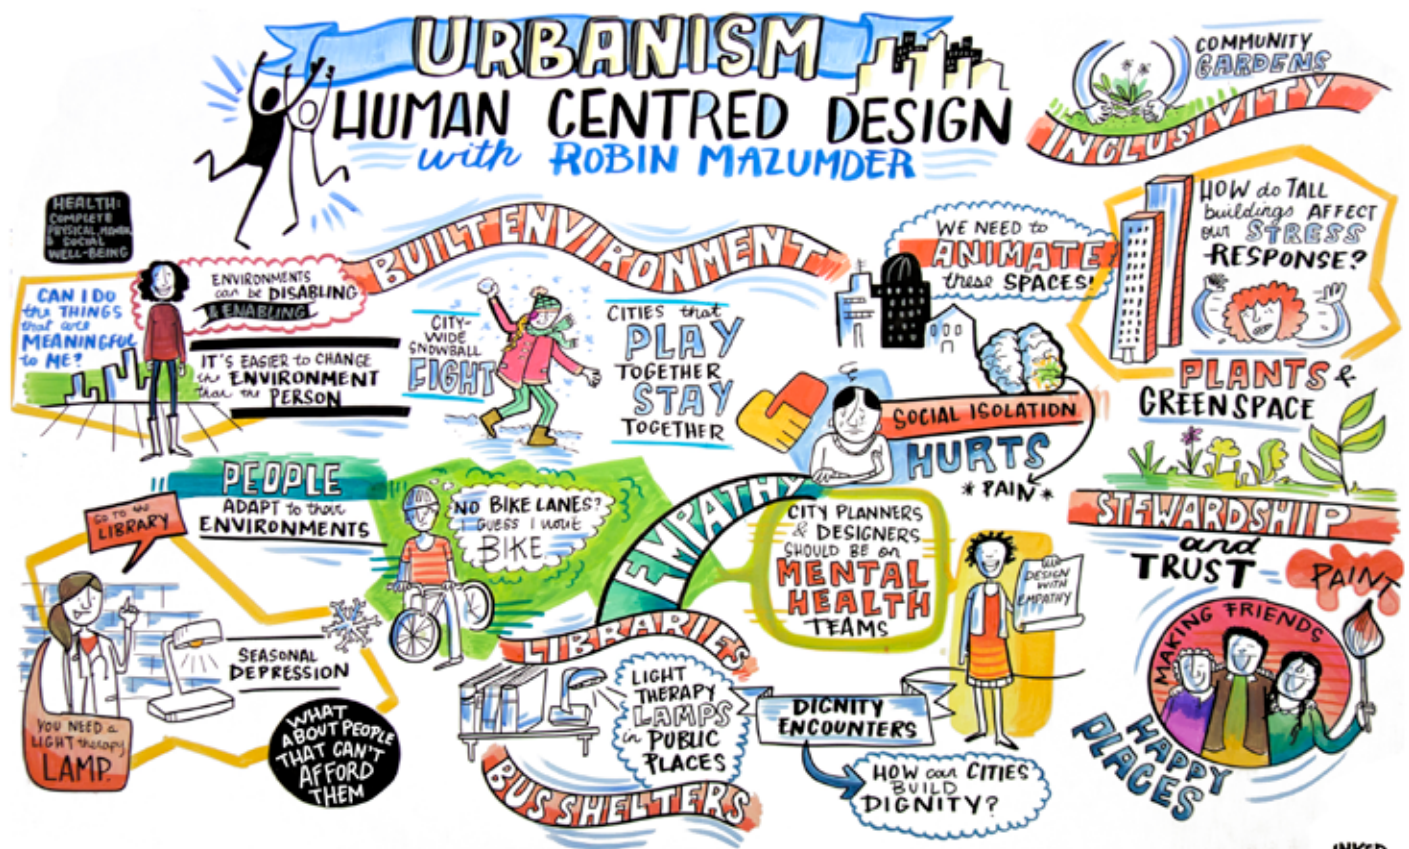 URBANISM
HUMAN CENTRED DESIGN
with ROBIN MAZUMDER
COMMUNITY
GARDENS
INCLUSIVITY
HEALTH:
COMPLETE
PHYSICAL, MENTAL
& SOCIAL
WELL-BEING
CAN I DO
the THINGS
that are
MEANINGFUL
to ME?
ENVIRONMENTS
can be DISABLING
& ENABLING
IT'S EASIER to CHANGE
the ENVIRONMENT
than the PERSON
BUILT ENVIRONMENT
CITY-
WIDE
SNOWBALL
FIGHT
CITIES that
PLAY
TOGETHER
STAY
TOGETHER
WE NEED to
ANIMATE
these SPACES!
HOW do TALL
buildings AFFECT
our STRESS
RESPONSE?
SOCIAL ISOLATION
HURTS
*PAIN*
PLANTS &
GREEN SPACE
STEWARDSHIP
and
TRUST
PEOPLE
ADAPT to their
ENVIRONMENTS
GO TO the
LIBRARY
NO BIKE LANES?
I GUESS I wont
BIKE
EMPATHY
CITY PLANNERS
& DESIGNERS
SHOULD BE on
MENTAL
HEALTH
TEAMS
DESIGN
WITH
EMPATHY
SEASONAL
DEPRESSION
YOU NEED a
LIGHT therapy
LAMP.
WHAT
ABOUT PEOPLE
THAT CAN'T
AFFORD
THEM
LIBRARIES
LIGHT
THERAPY
LAMPS
in PUBLIC
PLACES
BUS SHELTERS
DIGNITY
ENCOUNTERS
HOW can CITIES
BUILD
DIGNITY?
PAINT
MAKING FRIENDS
HAPPY
PLACES